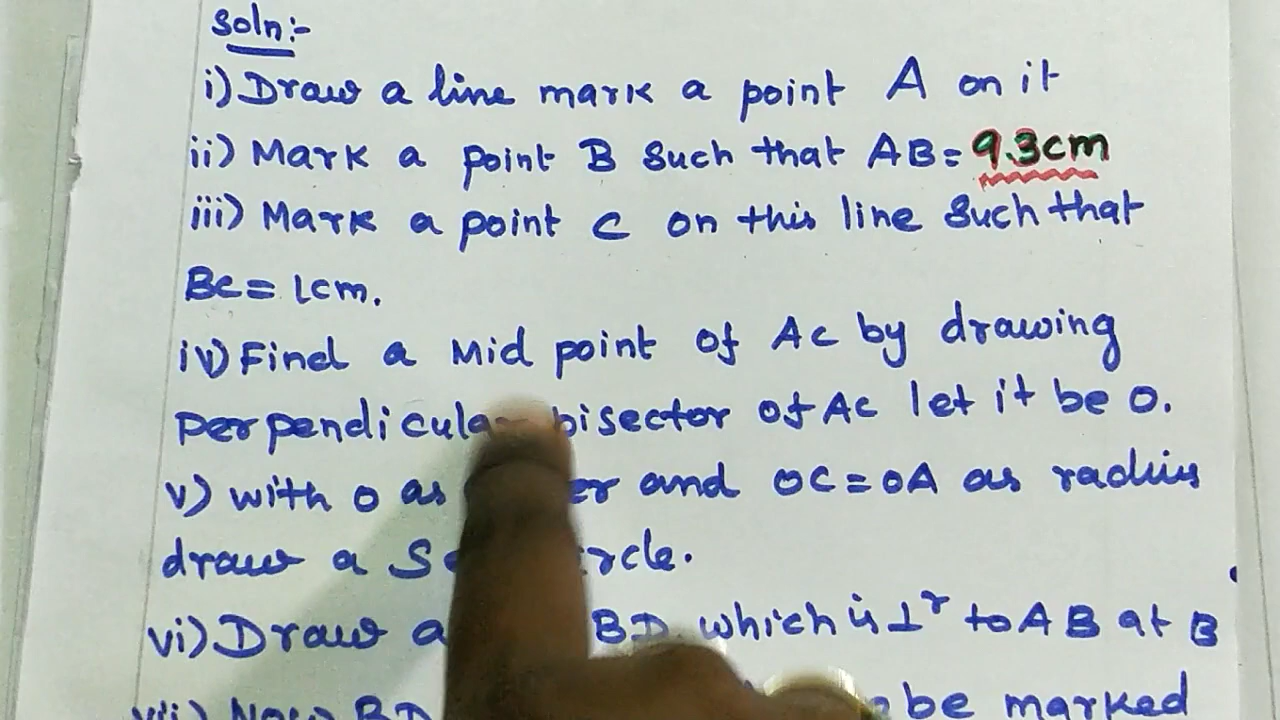 Soln:-
i) Draw a line mark a point A on it
ii) Mark a point B such that AB = 9.3cm
iii) Mark a point C on this line such that
BC = 1cm.
iv) Find a Mid point of AC by drawing
perpendicular bisector of AC let it be O.
v) with O as and OC = OA as radius
draw a
vi) Draw a BD which is ⊥r to AB at B
vii) Now BD be marked